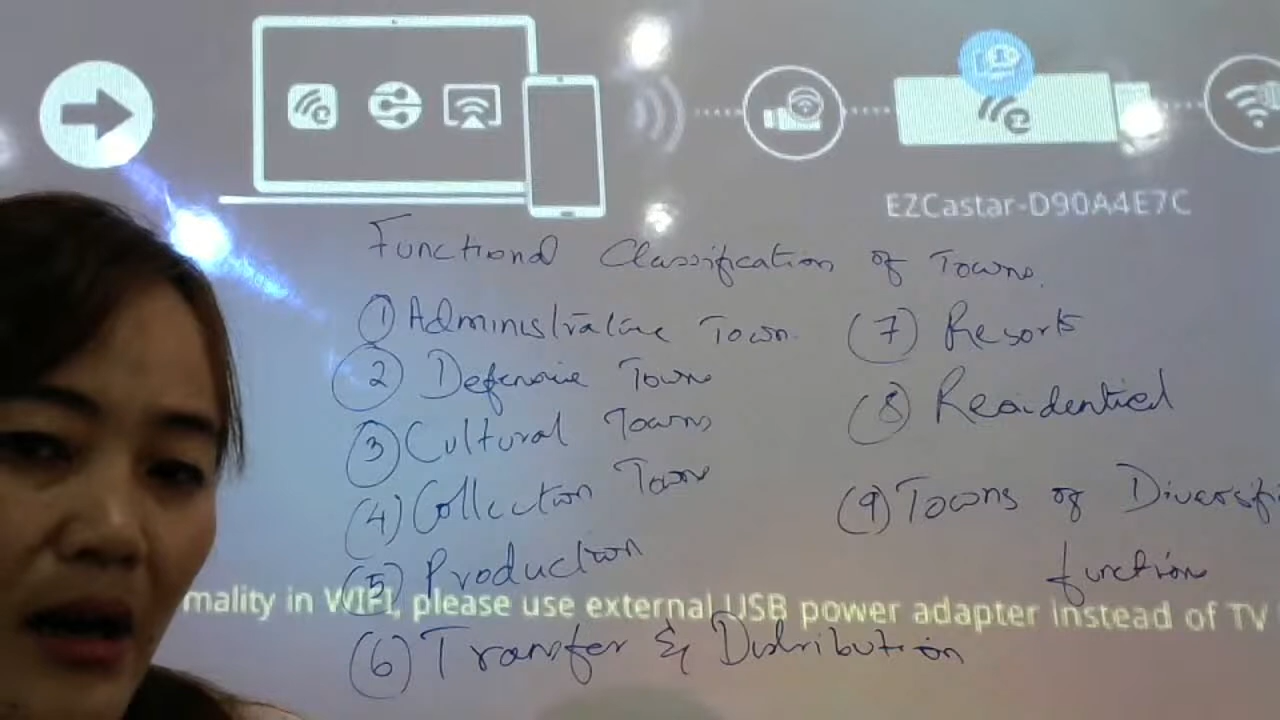 EZCastar-D90A4E7C
Functional Classification of Towns.
① Administrative Town.
② Defensive Towns
③ Cultural Towns
(4) Collection Town
(5) Production
mality in WIFI, please use external USB power adapter instead of TV
(6) Transfer & Distribution
(7) Resorts
(8) Residential
(9) Towns of Diversifi
function